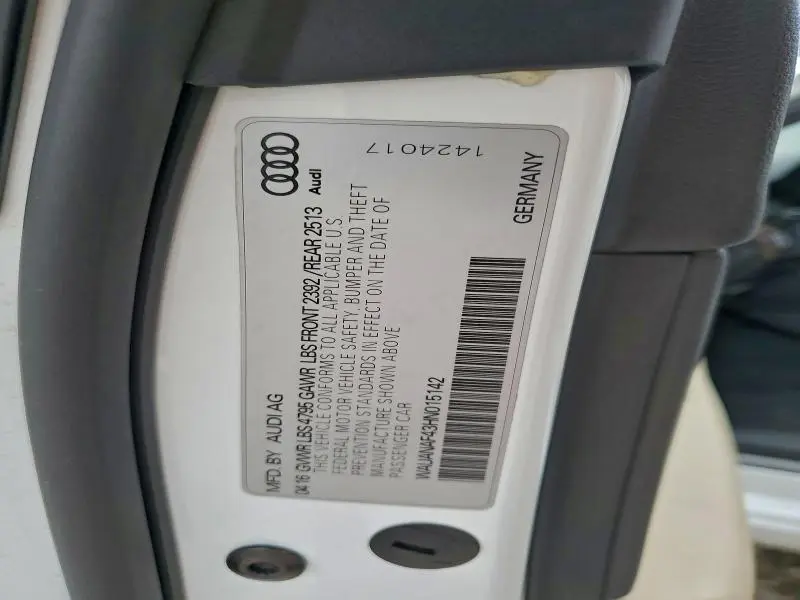 Audi
1424017
MFD. BY AUDI AG
04.16 GVWR LBS 4795 GAWR LBS FRONT 2392 /REAR 2513
THIS VEHICLE CONFORMS TO ALL APPLICABLE U.S.
FEDERAL MOTOR VEHICLE SAFETY, BUMPER AND THEFT
PREVENTION STANDARDS IN EFFECT ON THE DATE OF
MANUFACTURE SHOWN ABOVE
PASSENGER CAR
WAUANAF43HN015142
GERMANY